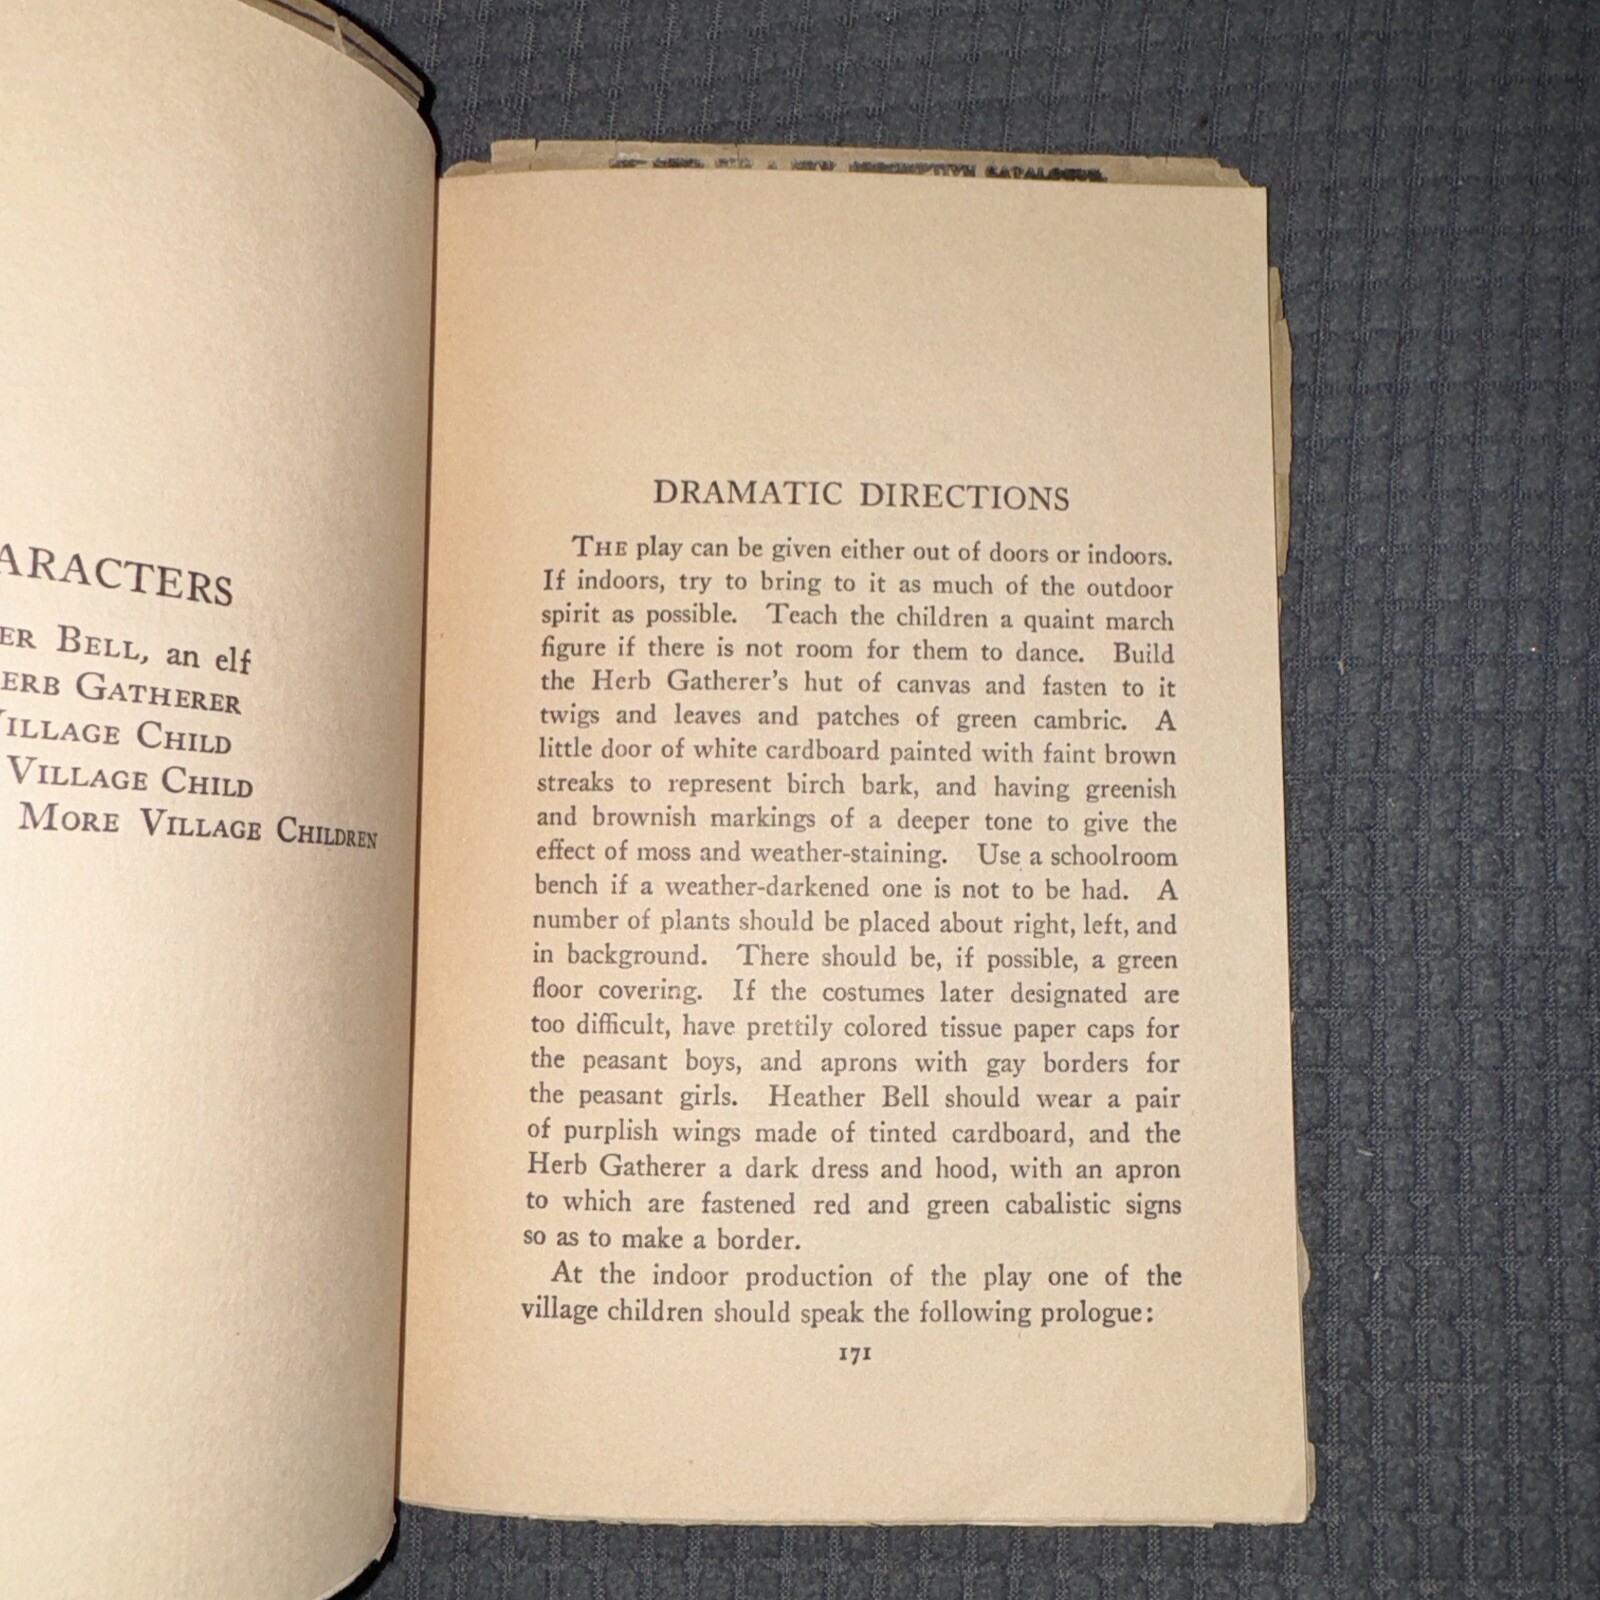 ARACTERS
ER BELL, an elf
ERB GATHERER
VILLAGE CHILD
VILLAGE CHILD
MORE VILLAGE CHILDREN
A NEW DESCRIPTIVE CATALOGUE.
DRAMATIC DIRECTIONS
THE play can be given either out of doors or indoors.
If indoors, try to bring to it as much of the outdoor
spirit as possible. Teach the children a quaint march
figure if there is not room for them to dance. Build
the Herb Gatherer's hut of canvas and fasten to it
twigs and leaves and patches of green cambric. A
little door of white cardboard painted with faint brown
streaks to represent birch bark, and having greenish
and brownish markings of a deeper tone to give the
effect of moss and weather-staining. Use a schoolroom
bench if a weather-darkened one is not to be had. A
number of plants should be placed about right, left, and
in background. There should be, if possible, a green
floor covering. If the costumes later designated are
too difficult, have prettily colored tissue paper caps for
the peasant boys, and aprons with gay borders for
the peasant girls. Heather Bell should wear a pair
of purplish wings made of tinted cardboard, and the
Herb Gatherer a dark dress and hood, with an apron
to which are fastened red and green cabalistic signs
so as to make a border.
At the indoor production of the play one of the
village children should speak the following prologue:
171